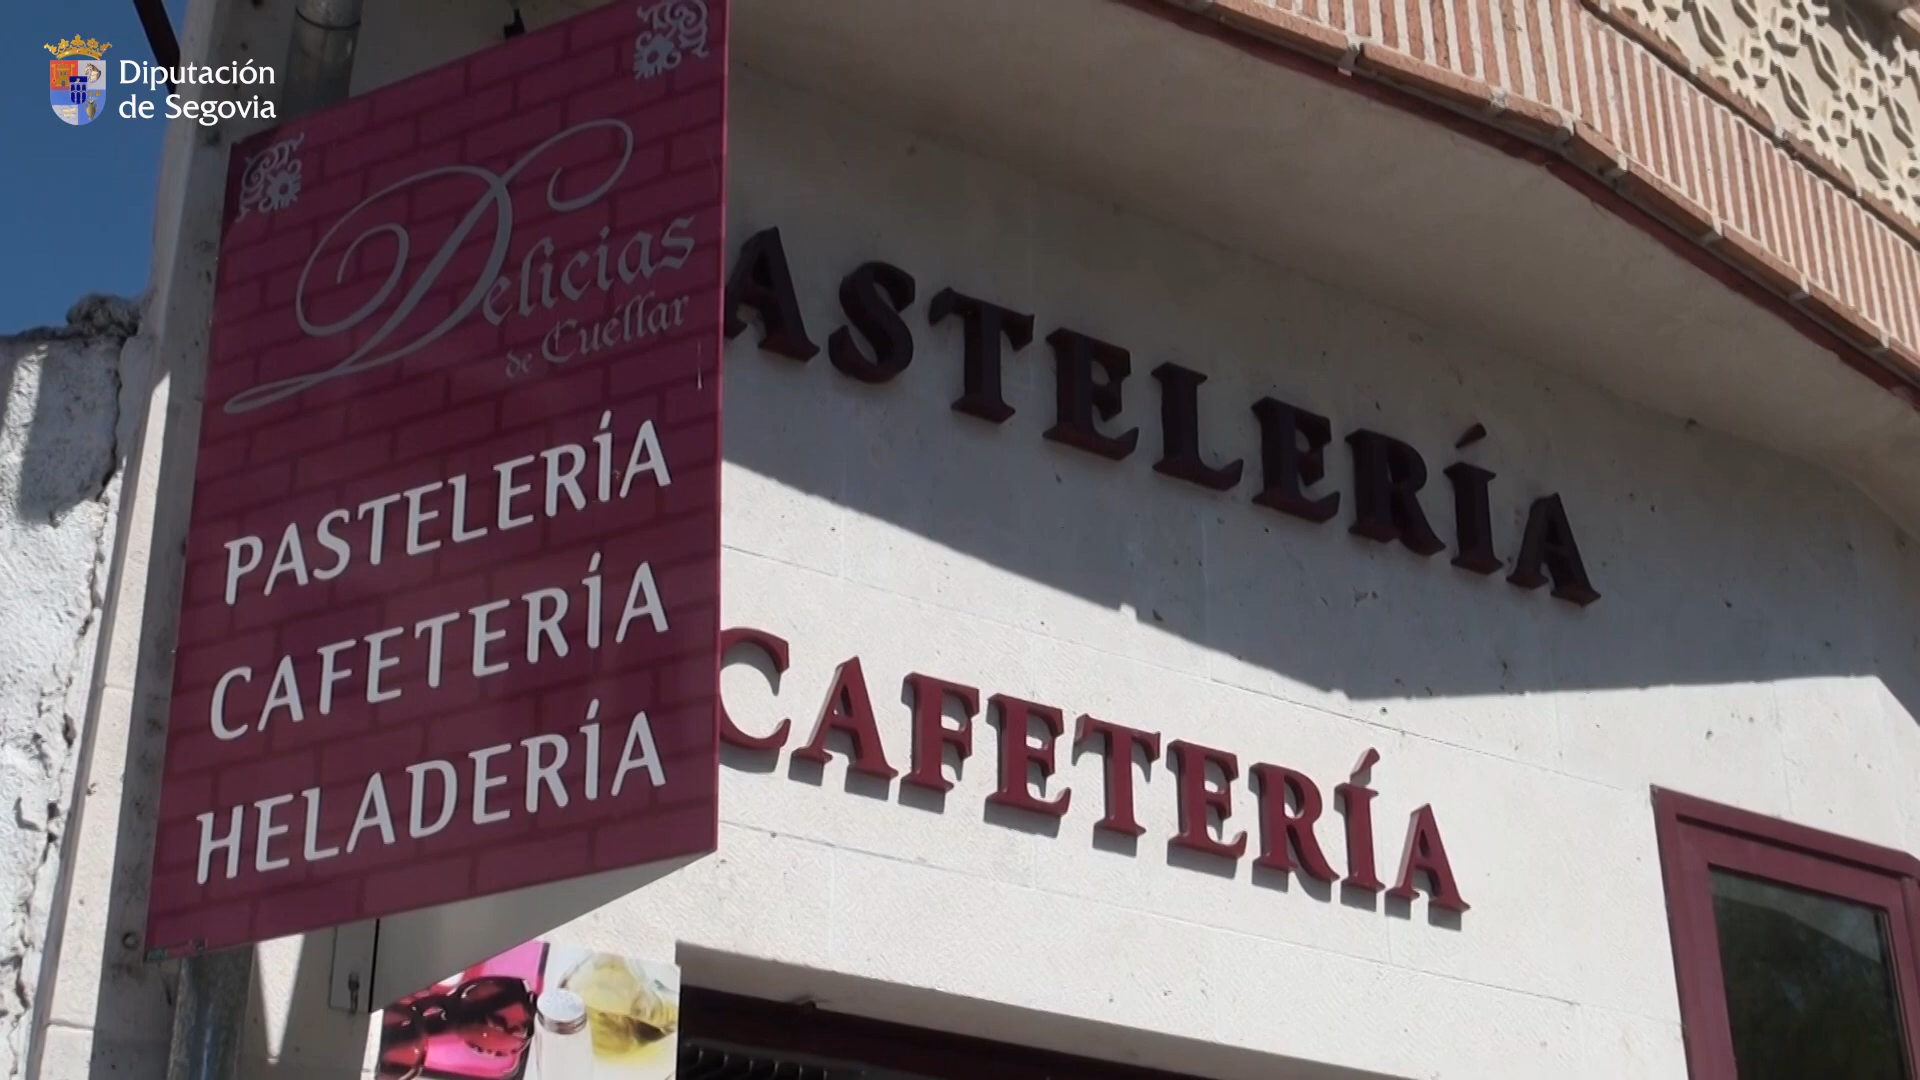 Diputación
de Segovia
Delicias
de Cuéllar
PASTELERÍA
CAFETERÍA
HELADERÍA
ASTELERÍA
CAFETERÍA